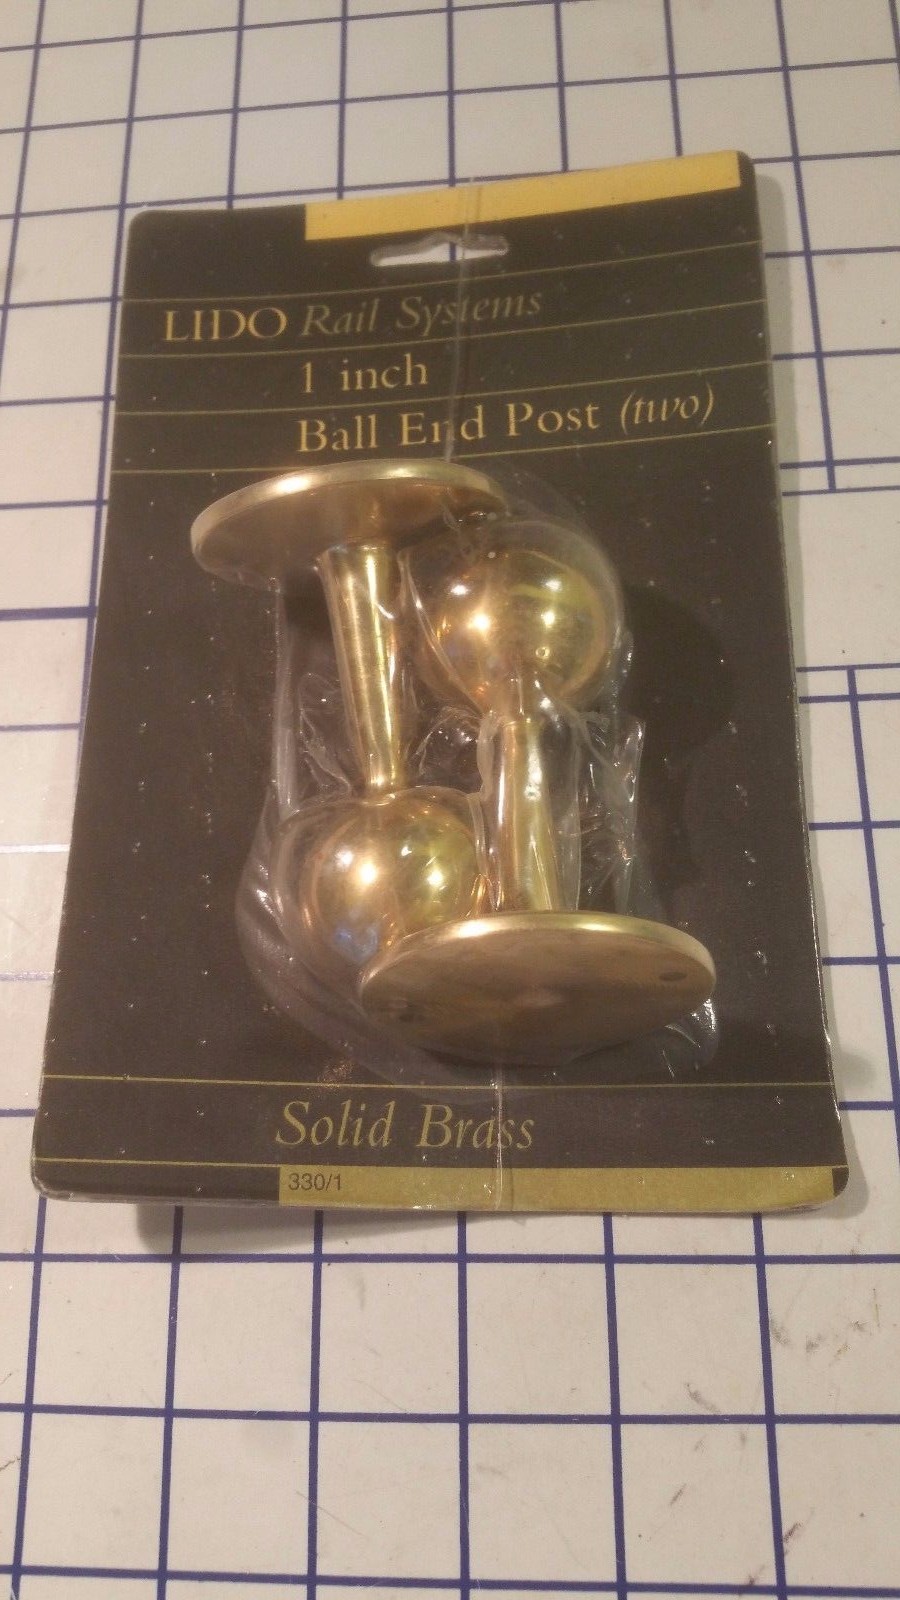 LIDO Rail Systems
1 inch
Ball End Post (two)
Solid Brass
330/1